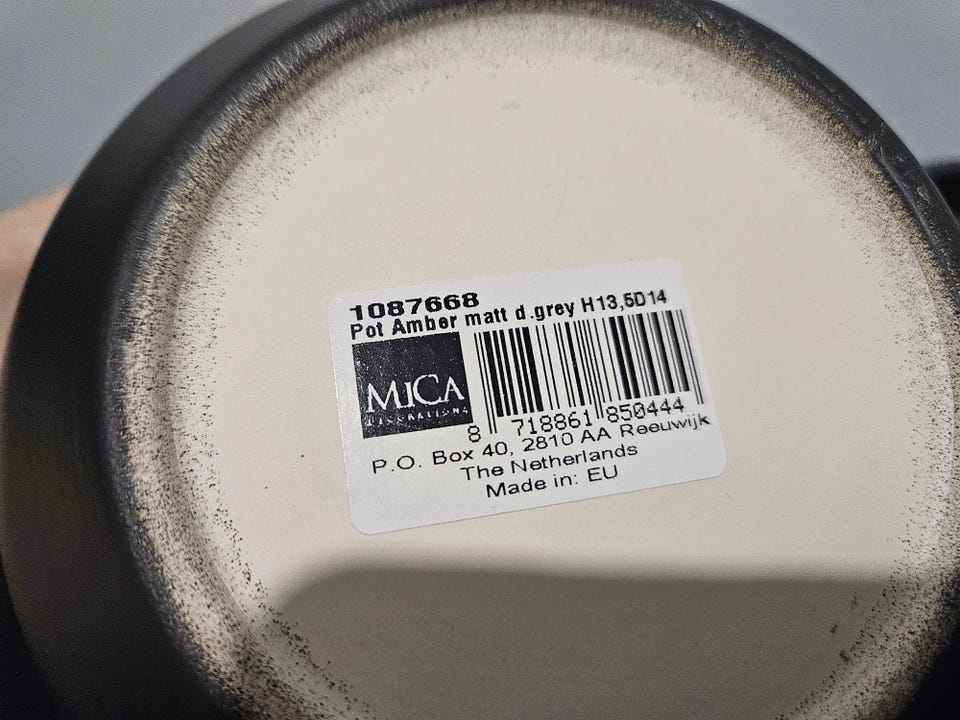 1087668
Pot Amber matt d.grey H13,5D14
MICA
DECORATIONS
8 718861 850444
P.O. Box 40, 2810 AA Reeuwijk
The Netherlands
Made in: EU